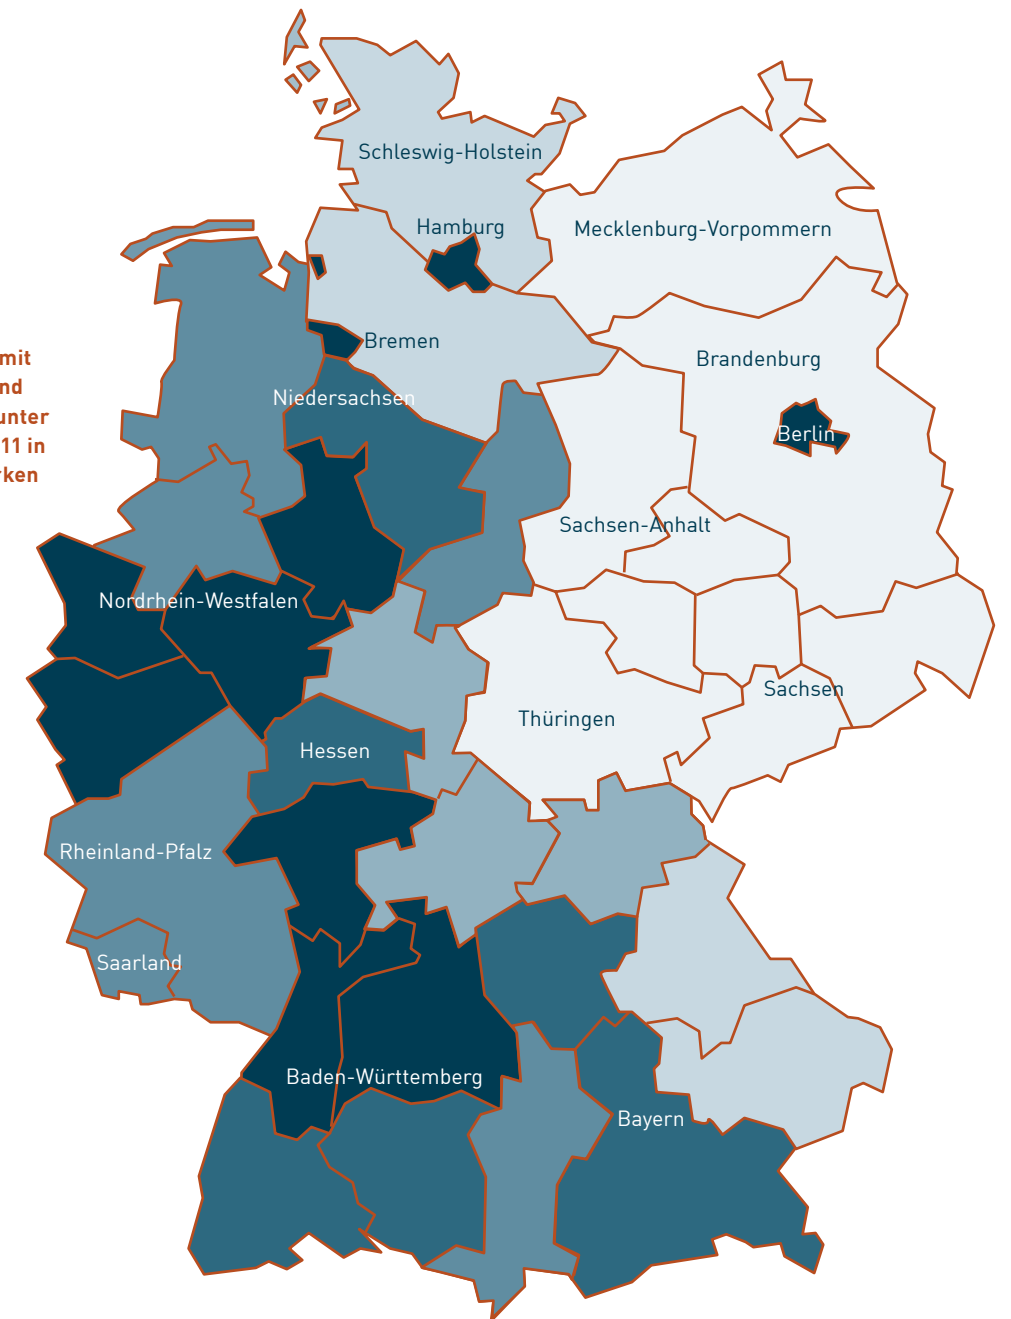 Schleswig-Holstein
Hamburg
Mecklenburg-Vorpommern
Bremen
mit
nd
unter
11 in
rken
Brandenburg
Niedersachsen
Berlin
Sachsen-Anhalt
Nordrhein-Westfalen
Sachsen
Thüringen
Hessen
Rheinland-Pfalz
Saarland
Baden-Württemberg
Bayern